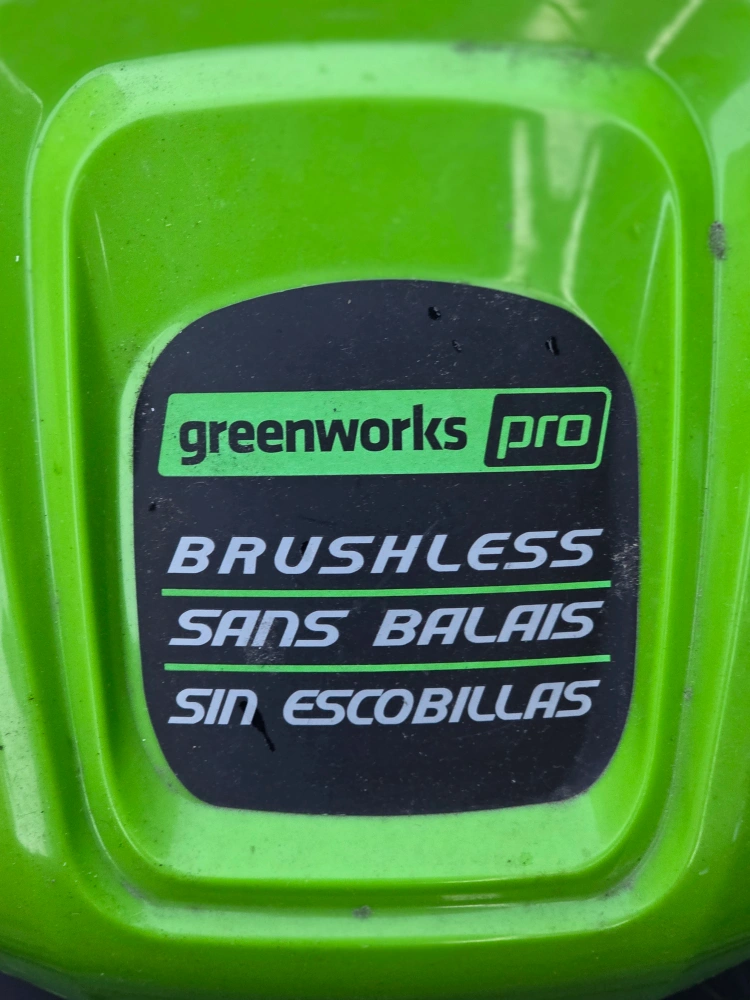 greenworks pro
BRUSHLESS
SANS BALAIS
SIN ESCOBILLAS